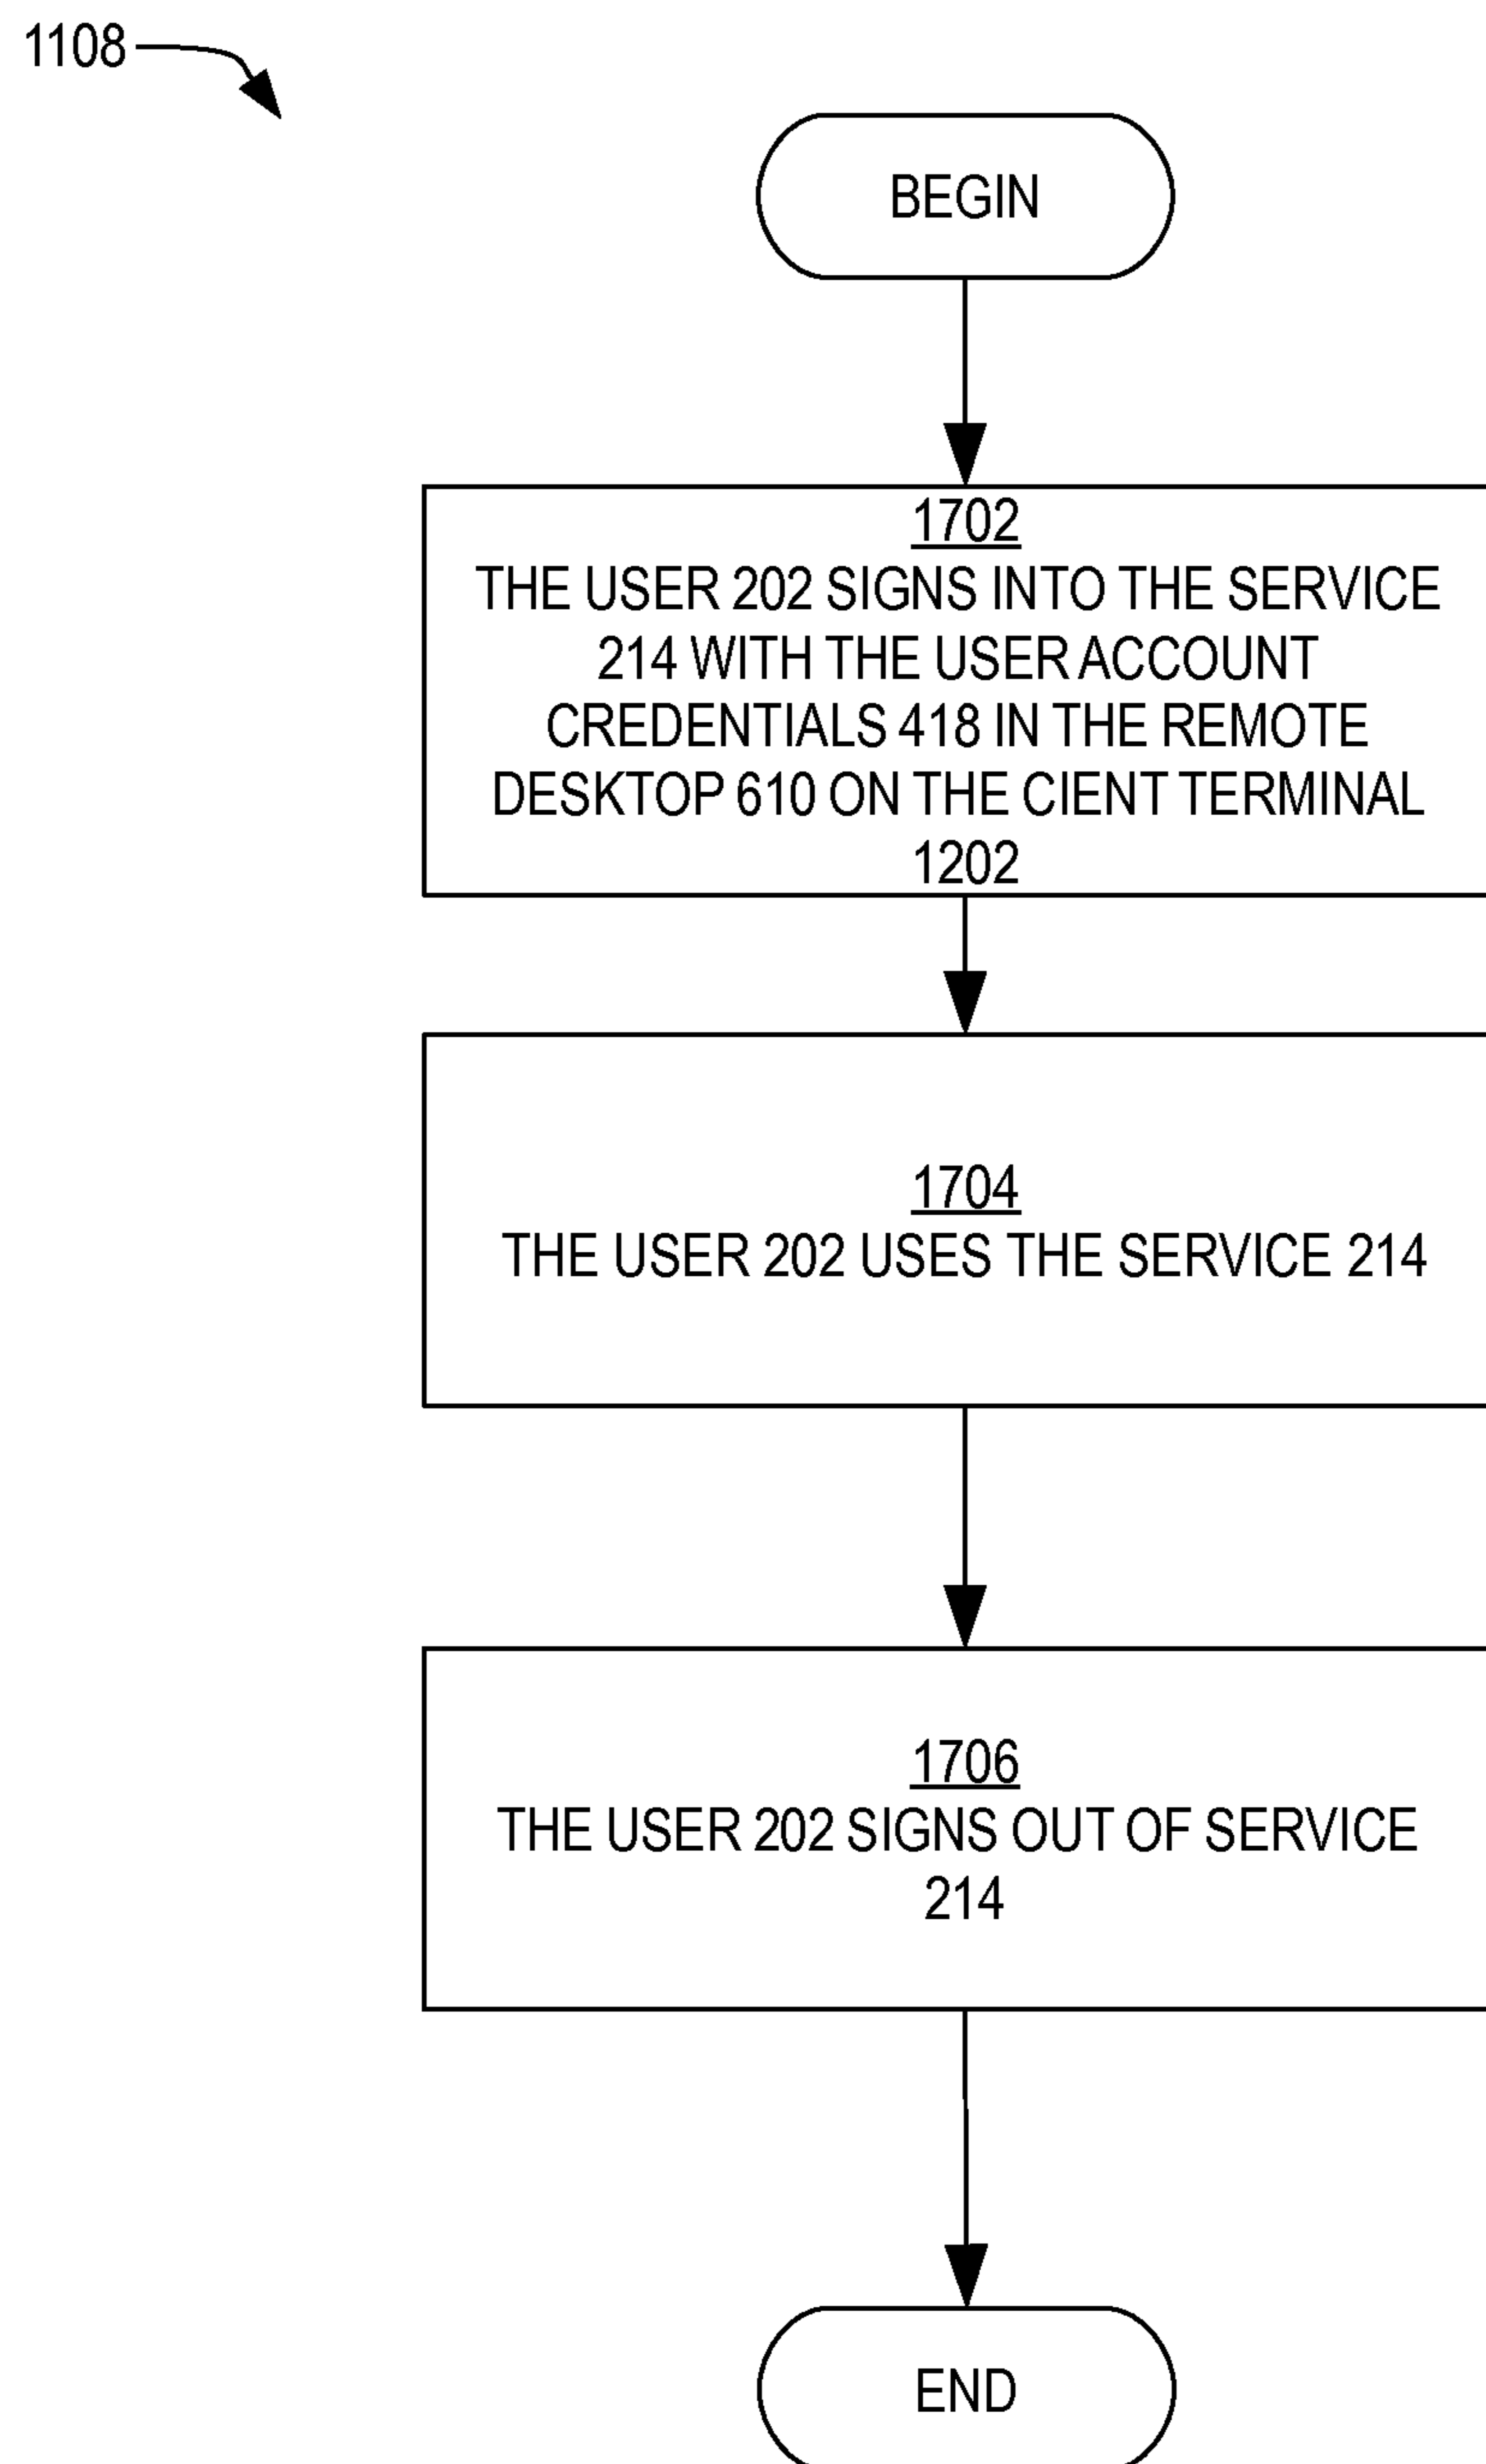 1108
BEGIN
1702
THE USER 202 SIGNS INTO THE SERVICE
214 WITH THE USER ACCOUNT
CREDENTIALS 418 IN THE REMOTE
DESKTOP 610 ON THE CIENT TERMINAL
1202
1704
THE USER 202 USES THE SERVICE 214
1706
THE USER 202 SIGNS OUT OF SERVICE
214
END